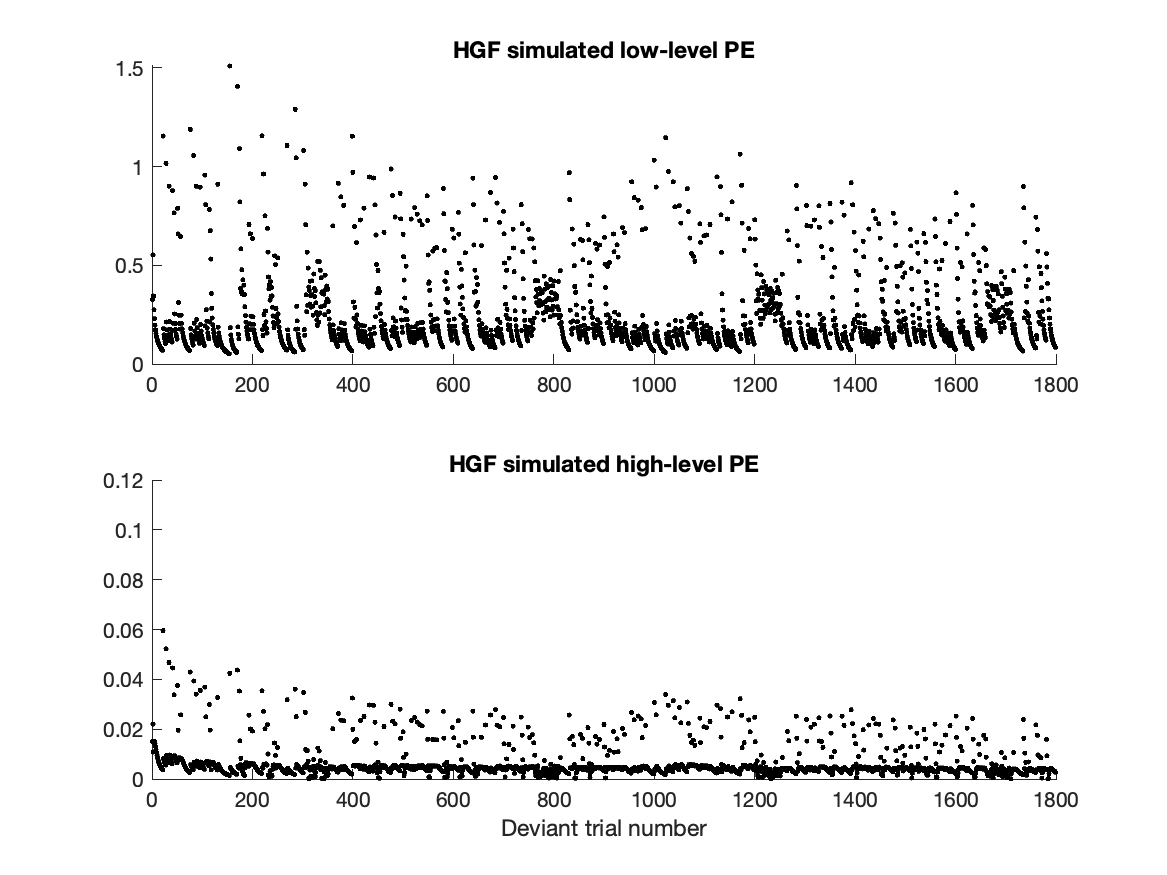 HGF simulated low-level PE
1.5
1
0.5
0
0 200 400 600 800 1000 1200 1400 1600 1800
HGF simulated high-level PE
0.12
0.1
0.08
0.06
0.04
0.02
0
0 200 400 600 800 1000 1200 1400 1600 1800
Deviant trial number